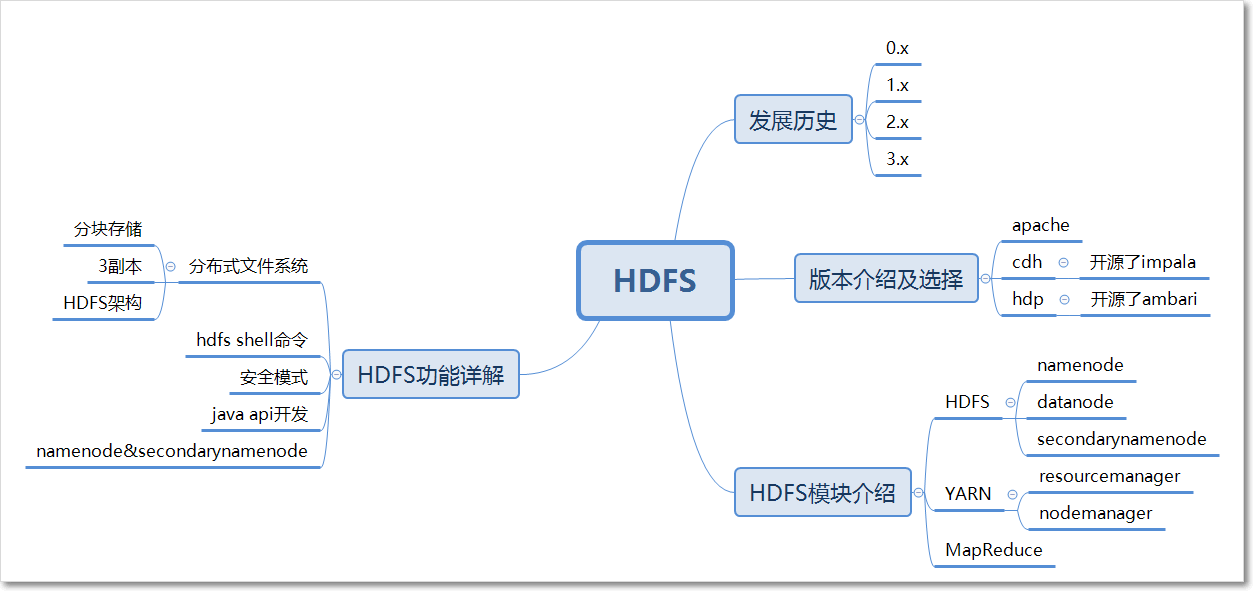 HDFS
发展历史
0.x
1.x
2.x
3.x
版本介绍及选择
apache
cdh
开源了impala
hdp
开源了ambari
HDFS模块介绍
HDFS
namenode
datanode
secondarynamenode
YARN
resourcemanager
nodemanager
MapReduce
HDFS功能详解
分布式文件系统
分块存储
3副本
HDFS架构
hdfs shell命令
安全模式
java api开发
namenode&secondarynamenode